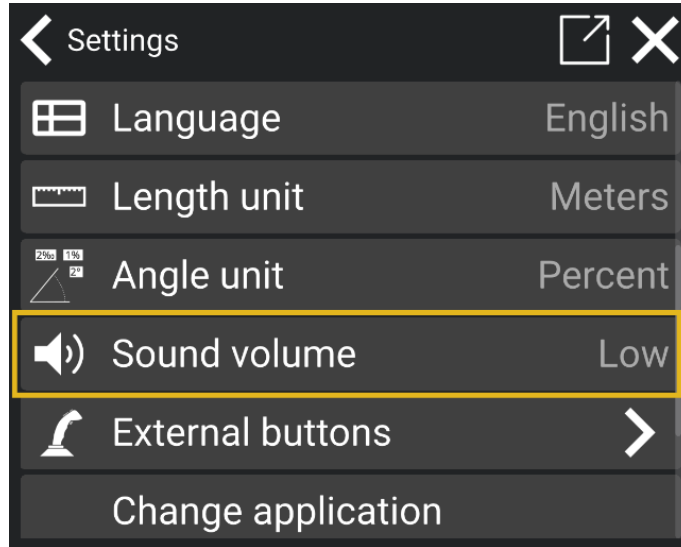 Settings
Language English
Length unit Meters
2‰ 1%
2°
Angle unit Percent
Sound volume Low
External buttons
Change application